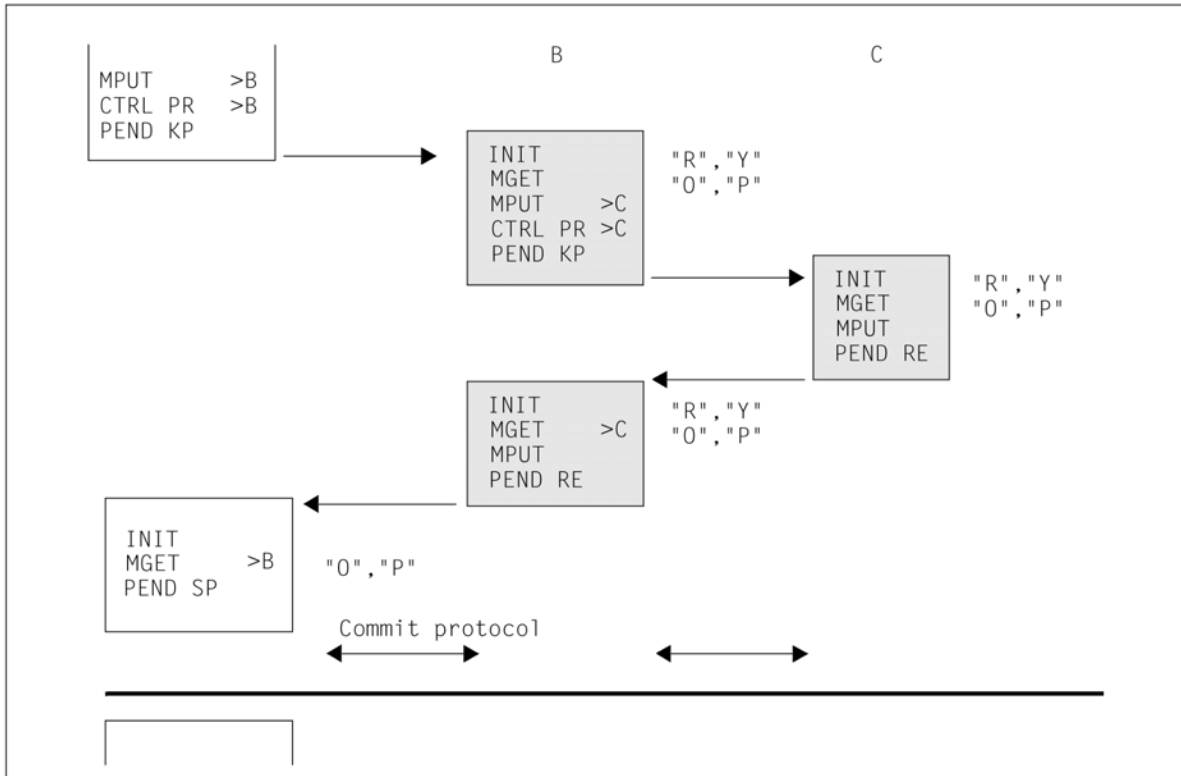 B
C
MPUT >B
CTRL PR >B
PEND KP
INIT
MGET
MPUT >C
CTRL PR >C
PEND KP
"R","Y"
"O","P"
INIT
MGET
MPUT
PEND RE
"R","Y"
"O","P"
INIT
MGET >C
MPUT
PEND RE
"R","Y"
"O","P"
INIT
MGET >B
PEND SP
"O","P"
Commit protocol